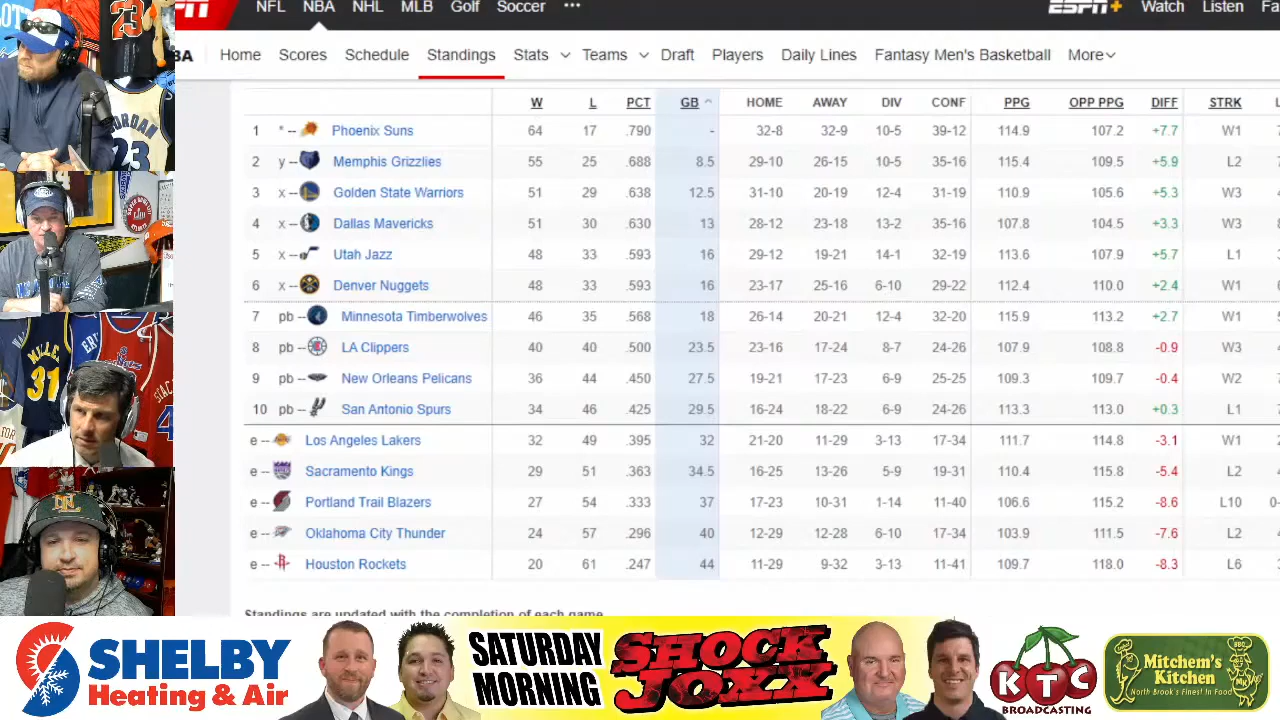 NFL NBA NHL MLB Golf Soccer ••• ESPN+ Watch Listen
Home Scores Schedule Standings Stats Teams Draft Players Daily Lines Fantasy Men's Basketball More
W L PCT GB HOME AWAY DIV CONF PPG OPP PPG DIFF STRK
1 * -- Phoenix Suns 64 17 .790 - 32-8 32-9 10-5 39-12 114.9 107.2 +7.7 W1
2 y -- Memphis Grizzlies 55 25 .688 8.5 29-10 26-15 10-5 35-16 115.4 109.5 +5.9 L2
3 x -- Golden State Warriors 51 29 .638 12.5 31-10 20-19 12-4 31-19 110.9 105.6 +5.3 W3
4 x -- Dallas Mavericks 51 30 .630 13 28-12 23-18 13-2 35-16 107.8 104.5 +3.3 W3
5 x -- Utah Jazz 48 33 .593 16 29-12 19-21 14-1 32-19 113.6 107.9 +5.7 L1
6 x -- Denver Nuggets 48 33 .593 16 23-17 25-16 6-10 29-22 112.4 110.0 +2.4 W1
7 pb -- Minnesota Timberwolves 46 35 .568 18 26-14 20-21 12-4 32-20 115.9 113.2 +2.7 W1
8 pb -- LA Clippers 40 40 .500 23.5 23-16 17-24 8-7 24-26 107.9 108.8 -0.9 W3
9 pb -- New Orleans Pelicans 36 44 .450 27.5 19-21 17-23 6-9 25-25 109.3 109.7 -0.4 W2
10 pb -- San Antonio Spurs 34 46 .425 29.5 16-24 18-22 6-9 24-26 113.3 113.0 +0.3 L1
e -- Los Angeles Lakers 32 49 .395 32 21-20 11-29 3-13 17-34 111.7 114.8 -3.1 W1
e -- Sacramento Kings 29 51 .363 34.5 16-25 13-26 5-9 19-31 110.4 115.8 -5.4 L2
e -- Portland Trail Blazers 27 54 .333 37 17-23 10-31 1-14 11-40 106.6 115.2 -8.6 L10
e -- Oklahoma City Thunder 24 57 .296 40 12-29 12-28 6-10 17-34 103.9 111.5 -7.6 L2
e -- Houston Rockets 20 61 .247 44 11-29 9-32 3-13 11-41 109.7 118.0 -8.3 L6
Standings are updated with the completion of each game.
23
JORDAN
23
31
SHELBY
Heating & Air
SATURDAY
MORNING
SHOCK
JOXX
KTC
BROADCASTING
Mitchem's
Kitchen
North Brook's Finest In Food